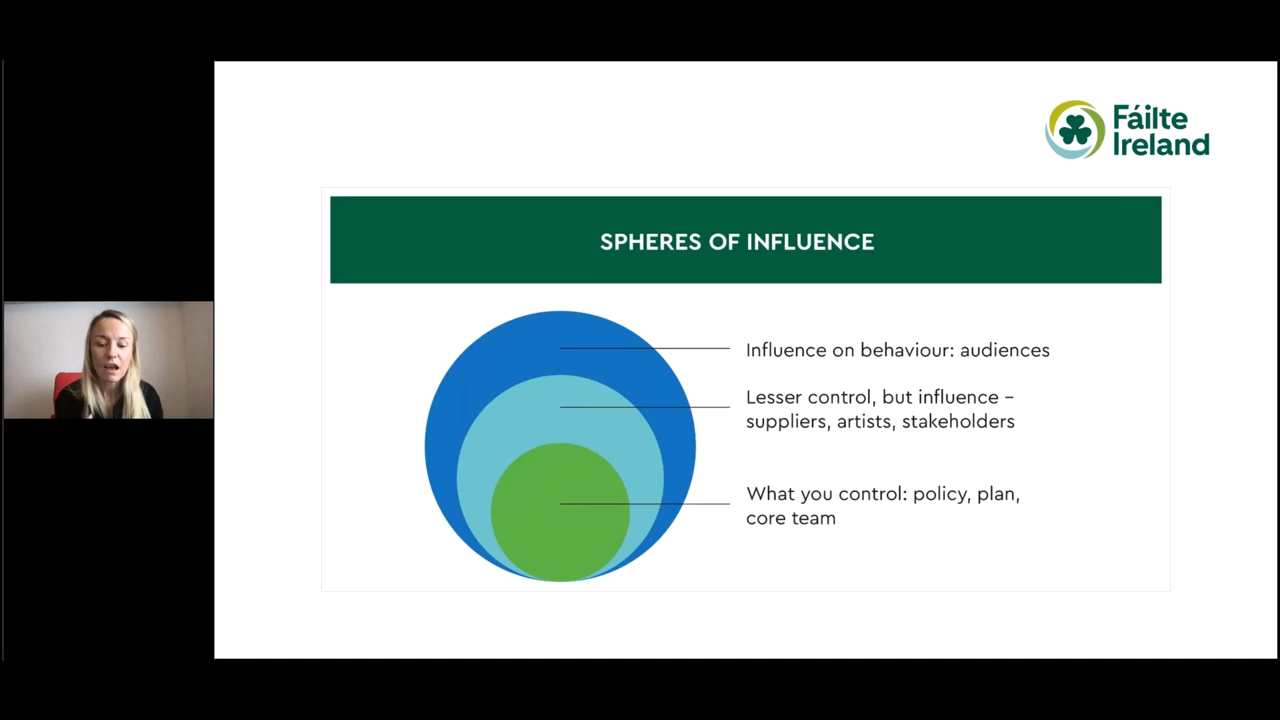 Fáilte
Ireland
SPHERES OF INFLUENCE
Influence on behaviour: audiences
Lesser control, but influence –
suppliers, artists, stakeholders
What you control: policy, plan,
core team